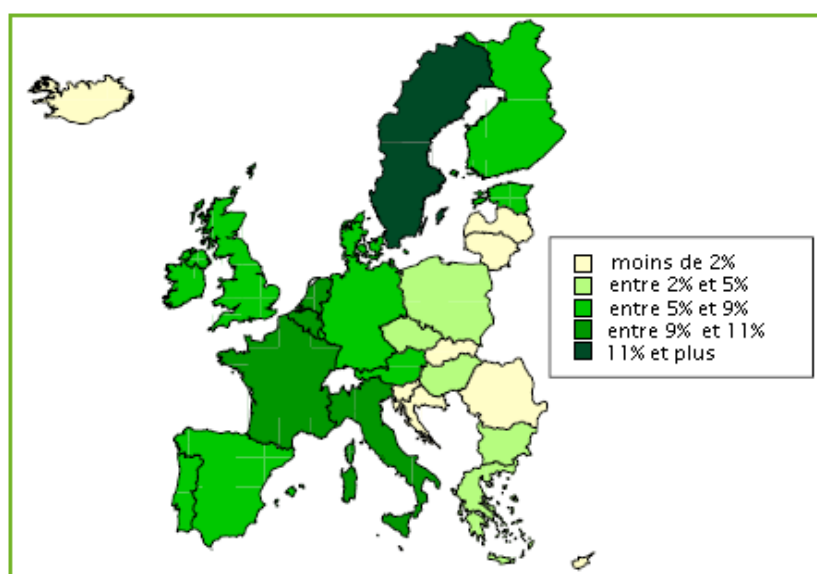 moins de 2%
entre 2% et 5%
entre 5% et 9%
entre 9% et 11%
11% et plus